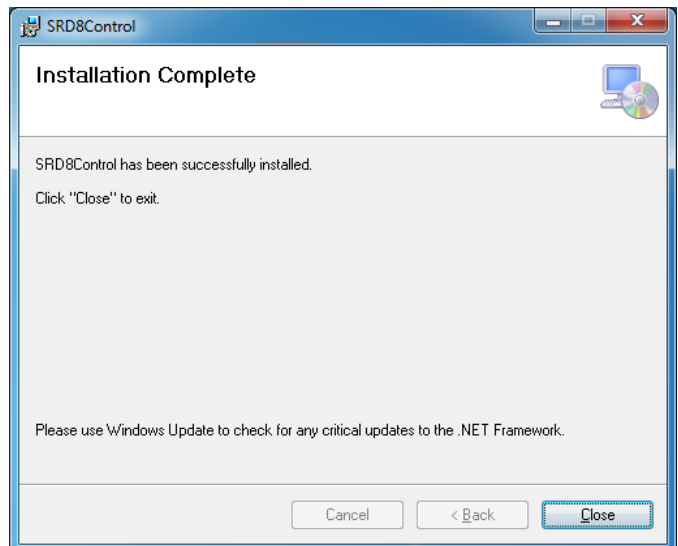 SRD8Control
Installation Complete
SRD8Control has been successfully installed.
Click "Close" to exit.
Please use Windows Update to check for any critical updates to the .NET Framework.
Cancel
< Back
Close